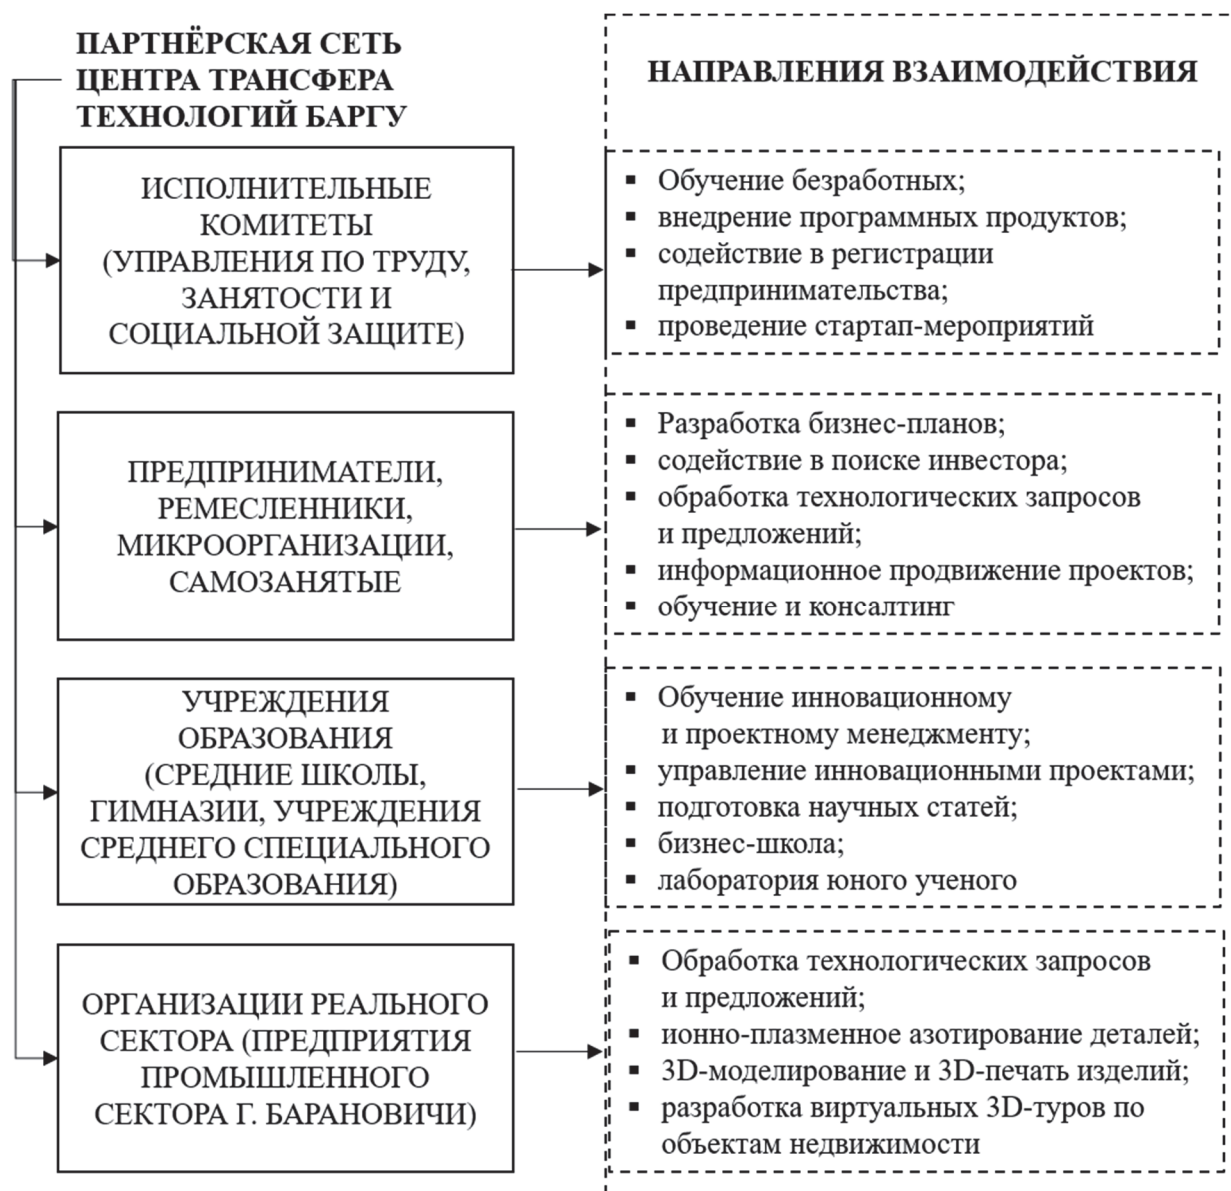 ПАРТНЁРСКАЯ СЕТЬ
ЦЕНТРА ТРАНСФЕРА
ТЕХНОЛОГИЙ БАРГУ
НАПРАВЛЕНИЯ ВЗАИМОДЕЙСТВИЯ
ИСПОЛНИТЕЛЬНЫЕ
КОМИТЕТЫ
(УПРАВЛЕНИЯ ПО ТРУДУ,
ЗАНЯТОСТИ И
СОЦИАЛЬНОЙ ЗАЩИТЕ)
▪ Обучение безработных;
▪ внедрение программных продуктов;
▪ содействие в регистрации
предпринимательства;
▪ проведение стартап-мероприятий
ПРЕДПРИНИМАТЕЛИ,
РЕМЕСЛЕННИКИ,
МИКРООРГАНИЗАЦИИ,
САМОЗАНЯТЫЕ
▪ Разработка бизнес-планов;
▪ содействие в поиске инвестора;
▪ обработка технологических запросов
и предложений;
▪ информационное продвижение проектов;
▪ обучение и консалтинг
УЧРЕЖДЕНИЯ
ОБРАЗОВАНИЯ
(СРЕДНИЕ ШКОЛЫ,
ГИМНАЗИИ, УЧРЕЖДЕНИЯ
СРЕДНЕГО СПЕЦИАЛЬНОГО
ОБРАЗОВАНИЯ)
▪ Обучение инновационному
и проектному менеджменту;
▪ управление инновационными проектами;
▪ подготовка научных статей;
▪ бизнес-школа;
▪ лаборатория юного ученого
ОРГАНИЗАЦИИ РЕАЛЬНОГО
СЕКТОРА (ПРЕДПРИЯТИЯ
ПРОМЫШЛЕННОГО
СЕКТОРА Г. БАРАНОВИЧИ)
▪ Обработка технологических запросов
и предложений;
▪ ионно-плазменное азотирование деталей;
▪ 3D-моделирование и 3D-печать изделий;
▪ разработка виртуальных 3D-туров по
объектам недвижимости